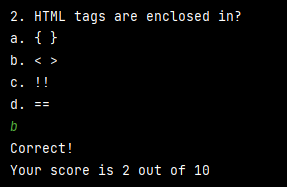 2. HTML tags are enclosed in?
a. { }
b. < >
c. !!
d. ==
b
Correct!
Your score is 2 out of 10